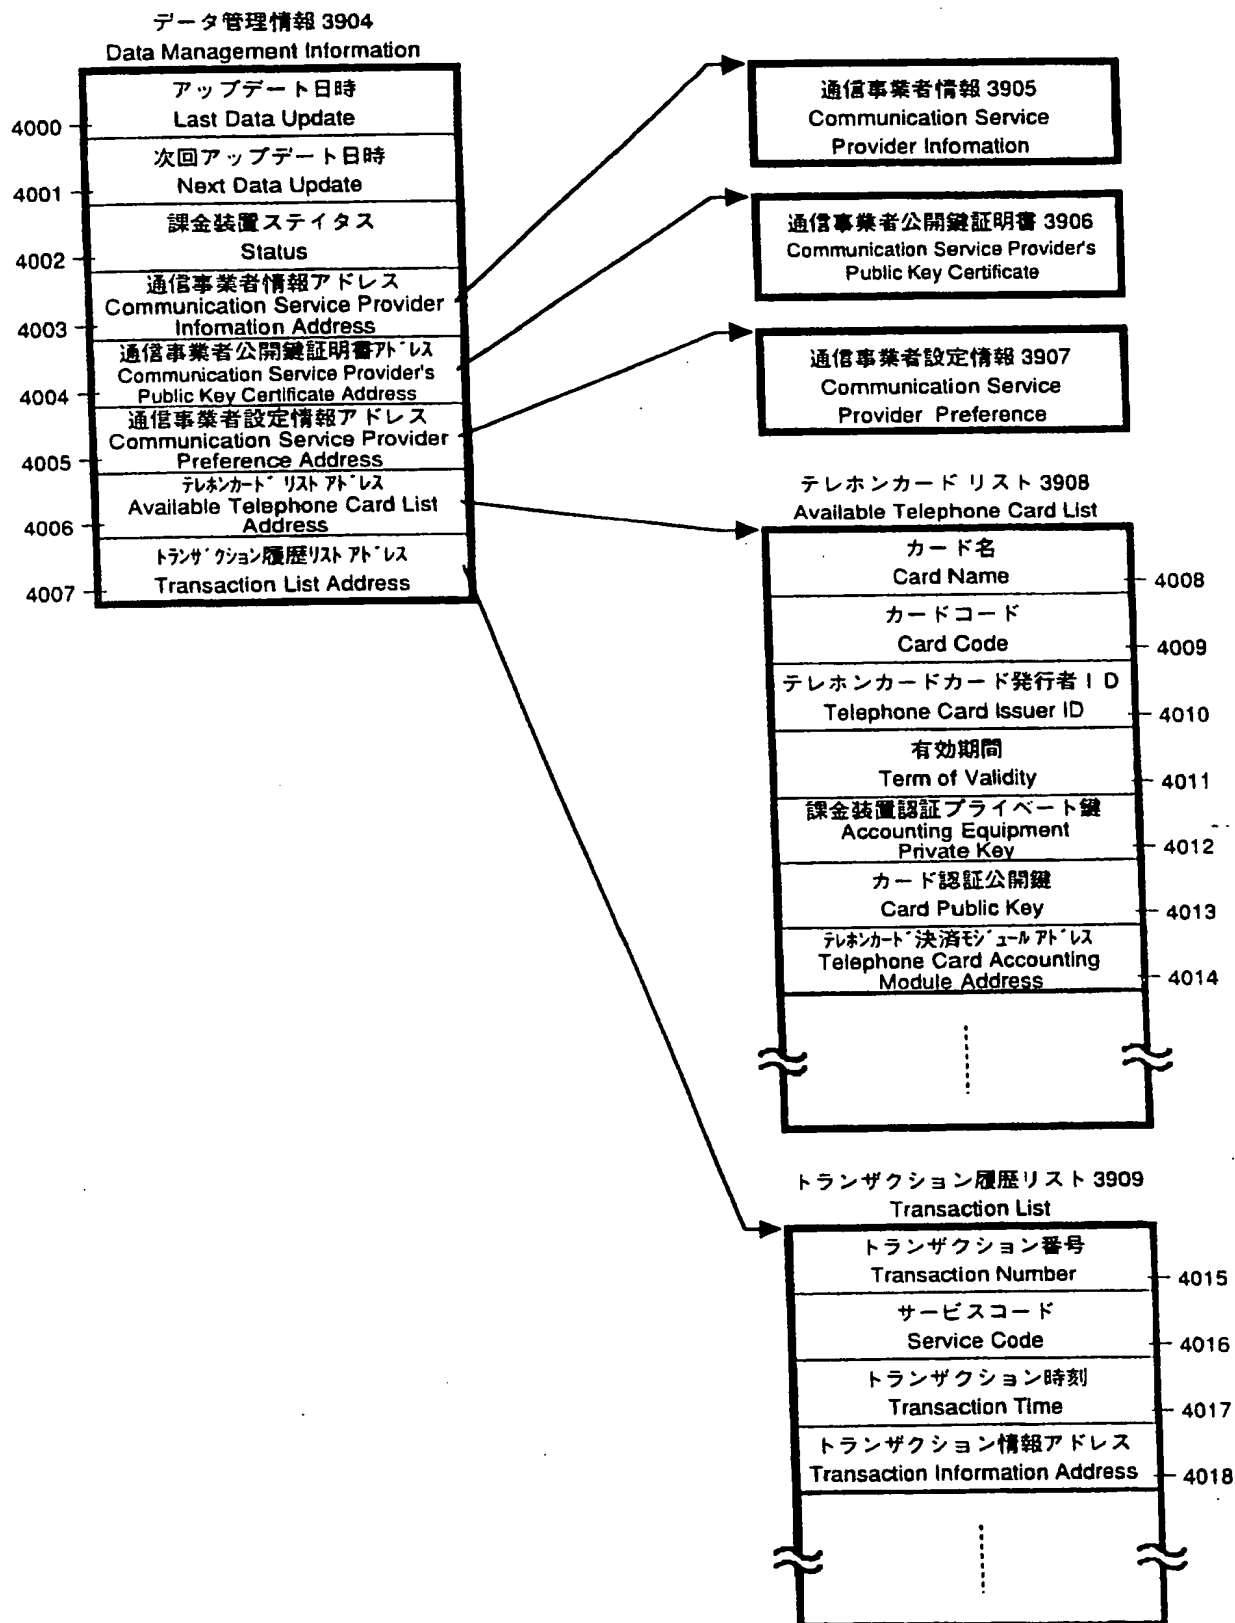 データ管理情報 3904
Data Management Information
アップデート日時
Last Data Update
4000
次回アップデート日時
Next Data Update
4001
課金装置ステイタス
Status
4002
通信事業者情報アドレス
Communication Service Provider
Infomation Address
4003
通信事業者公開鍵証明書アドレス
Communication Service Provider's
Public Key Certificate Address
4004
通信事業者設定情報アドレス
Communication Service Provider
Preference Address
4005
テレホンカード リスト アドレス
Available Telephone Card List
Address
4006
トランザクション履歴リスト アドレス
Transaction List Address
4007
通信事業者情報 3905
Communication Service
Provider Infomation
通信事業者公開鍵証明書 3906
Communication Service Provider's
Public Key Certificate
通信事業者設定情報 3907
Communication Service
Provider Preference
テレホンカード リスト 3908
Available Telephone Card List
カード名
Card Name
4008
カードコード
Card Code
4009
テレホンカードカード発行者ID
Telephone Card Issuer ID
4010
有効期間
Term of Validity
4011
課金装置認証プライベート鍵
Accounting Equipment
Private Key
4012
カード認証公開鍵
Card Public Key
4013
テレホンカード決済モジュール アドレス
Telephone Card Accounting
Module Address
4014
トランザクション履歴リスト 3909
Transaction List
トランザクション番号
Transaction Number
4015
サービスコード
Service Code
4016
トランザクション時刻
Transaction Time
4017
トランザクション情報アドレス
Transaction Information Address
4018